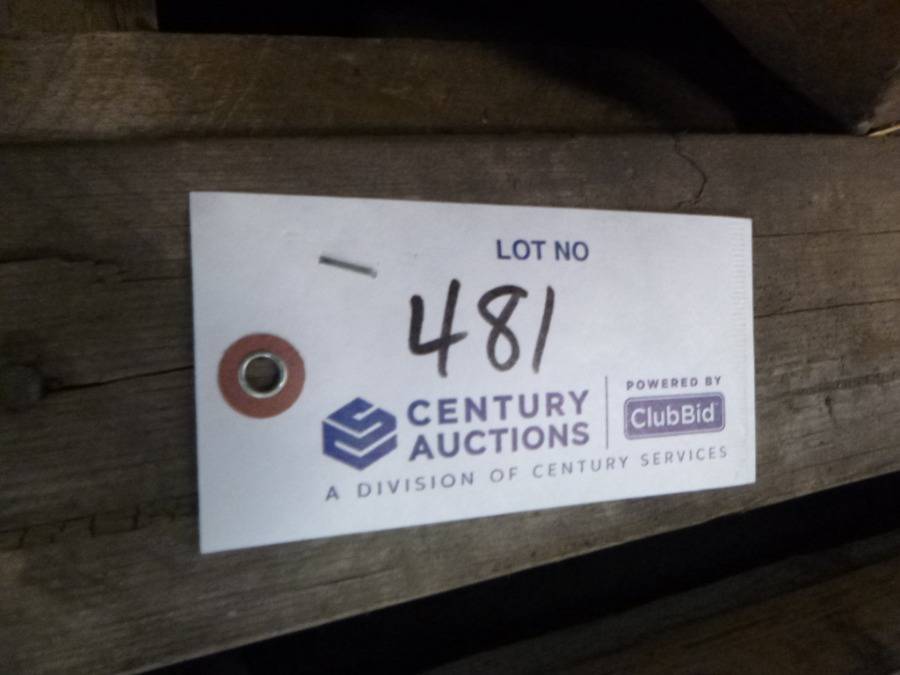 LOT NO
481
CENTURY
AUCTIONS
POWERED BY
ClubBid
A DIVISION OF CENTURY SERVICES